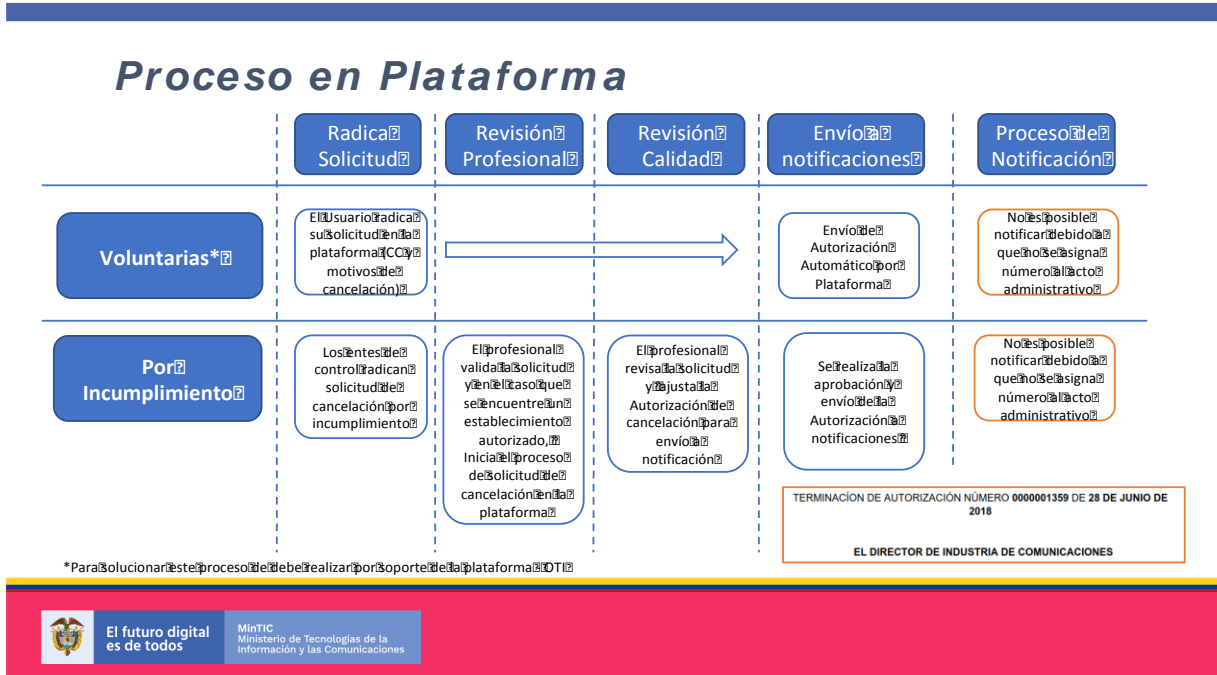 Proceso en Plataforma
Radica
Solicitud
Revisión
Profesional
Revisión
Calidad
Envío a
notificaciones
Proceso de
Notificación
Voluntarias*
El Usuario radica
su solicitud en la
plataforma (CC y
motivos de
cancelación)
Envío de
Autorización
Automático por
Plataforma
No es posible
notificar debido a
que no se asigna
número al acto
administrativo
Por
Incumplimiento
Los entes de
control radican
solicitud de
cancelación por
incumplimiento
El profesional
valida la solicitud
y en el caso que
se encuentre un
establecimiento
autorizado,
Inicia el proceso
de solicitud de
cancelación en la
plataforma
El profesional
revisa la solicitud
y ajusta la
Autorización de
cancelación para
envío a
notificación
Se realiza la
aprobación y
envío de la
Autorización a
notificaciones
No es posible
notificar debido a
que no se asigna
número al acto
administrativo
TERMINACÍON DE AUTORIZACIÓN NÚMERO 0000001359 DE 28 DE JUNIO DE
2018
EL DIRECTOR DE INDUSTRIA DE COMUNICACIONES
*Para solucionar este proceso de debe realizar por soporte de la plataforma - OTI
El futuro digital
es de todos
MinTIC
Ministerio de Tecnologías de la
Información y las Comunicaciones